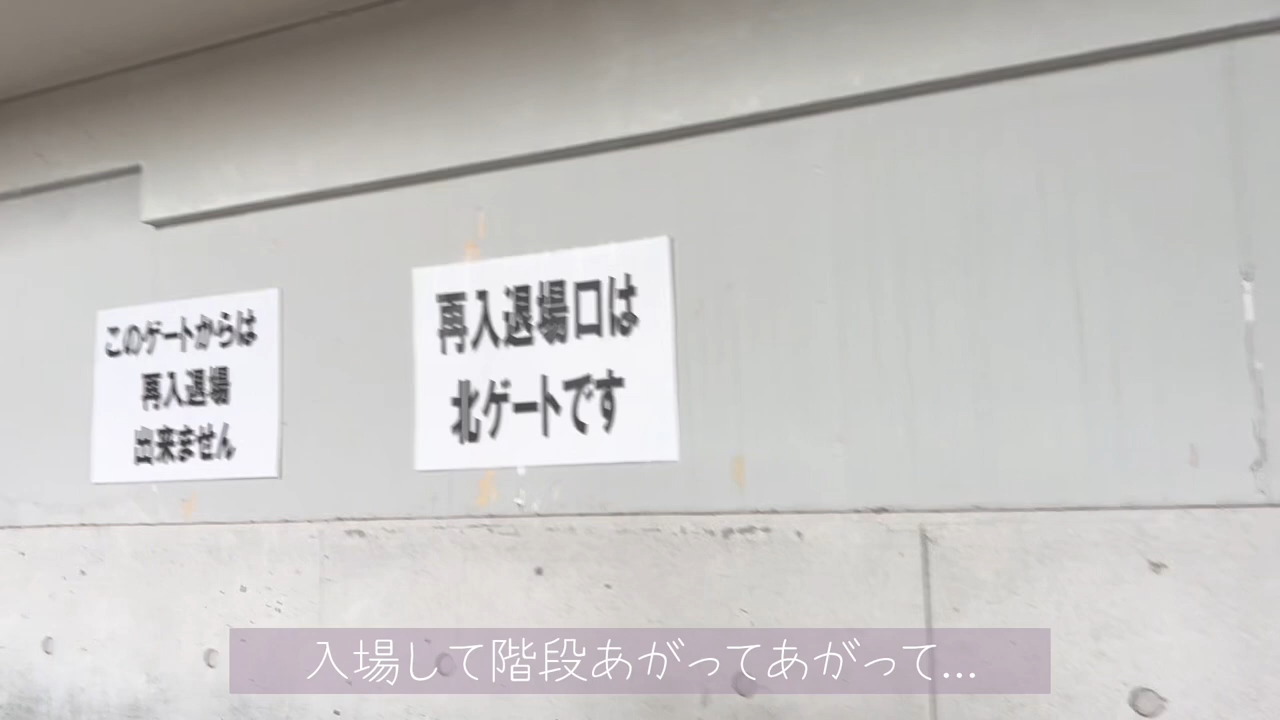 このゲートからは
再入退場
出来ません
再入退場口は
北ゲートです
入場して階段あがってあがって...